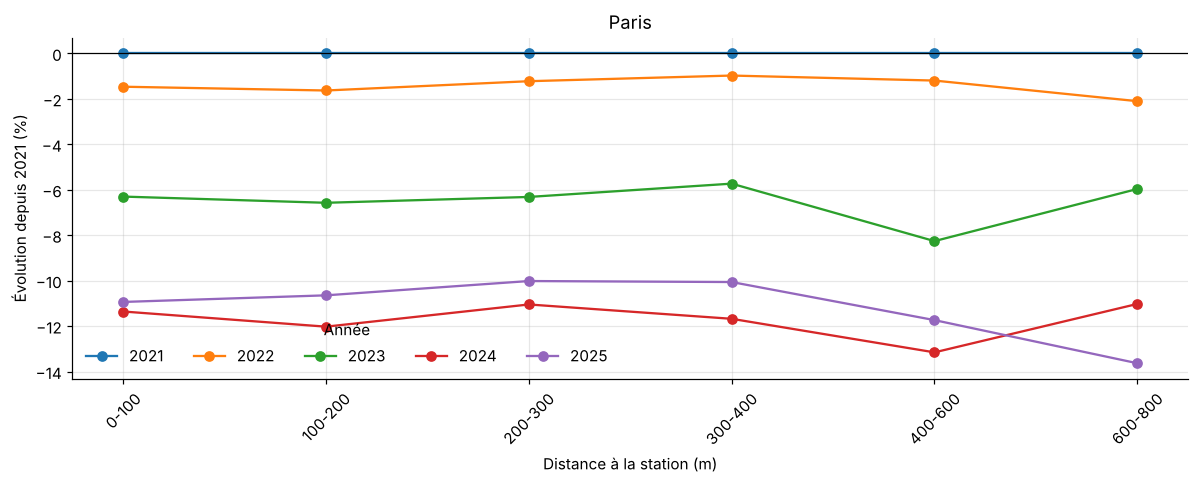 Paris
Évolution depuis 2021 (%)
0
−2
−4
−6
−8
−10
−12
−14
Année
2021 2022 2023 2024 2025
0-100 100-200 200-300 300-400 400-600 600-800
Distance à la station (m)